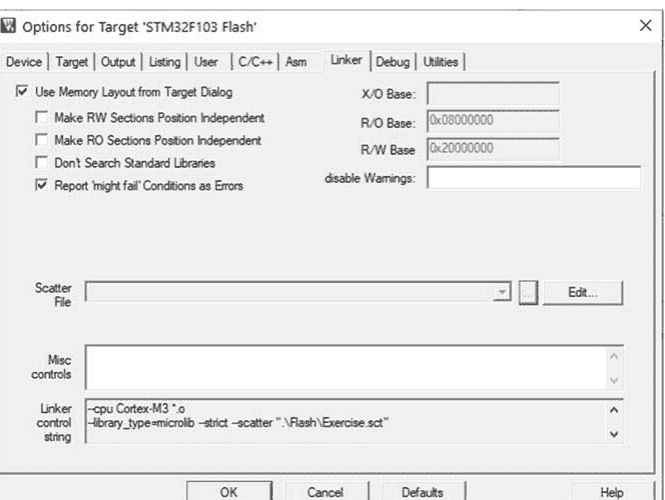 Options for Target 'STM32F103 Flash'
Device Target Output Listing User C/C++ Asm Linker Debug Utilities
Use Memory Layout from Target Dialog
Make RW Sections Position Independent
Make RO Sections Position Independent
Don't Search Standard Libraries
Report 'might fail' Conditions as Errors
X/O Base:
R/O Base: 0x08000000
R/W Base 0x20000000
disable Warnings:
Scatter
File
... Edit...
Misc
controls
Linker
control
string
--cpu Cortex-M3 *.o
--library_type=microlib --strict --scatter ".\Flash\Exercise.sct"
OK Cancel Defaults Help